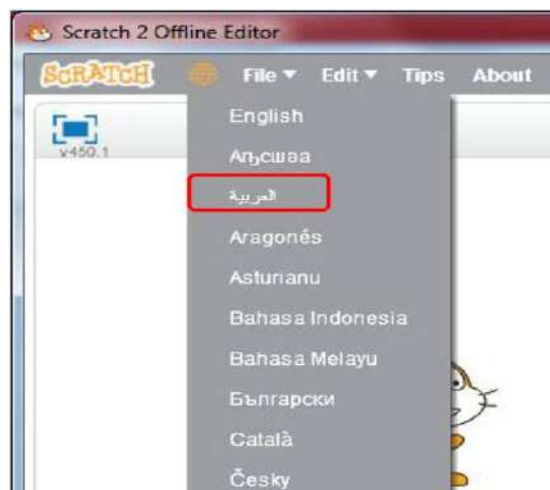 Scratch 2 Offline Editor
SCRATCH File ▼ Edit ▼ Tips About
v450.1
English
Аҧсшәа
العربية
Aragonés
Asturianu
Bahasa Indonesia
Bahasa Melayu
Български
Català
Česky